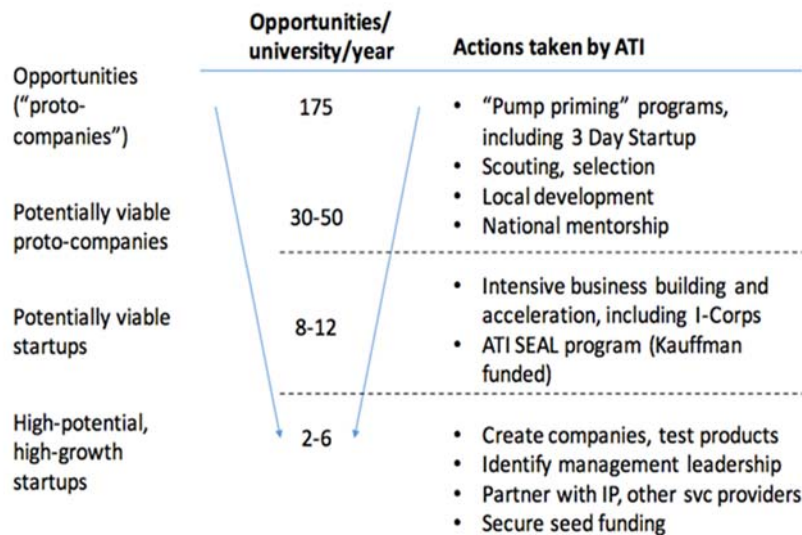 Opportunities/
university/year
Actions taken by ATI
Opportunities
("proto-
companies")
175
• "Pump priming" programs,
including 3 Day Startup
• Scouting, selection
• Local development
• National mentorship
Potentially viable
proto-companies
30-50
Potentially viable
startups
8-12
• Intensive business building and
acceleration, including I-Corps
• ATI SEAL program (Kauffman
funded)
High-potential,
high-growth
startups
2-6
• Create companies, test products
• Identify management leadership
• Partner with IP, other svc providers
• Secure seed funding